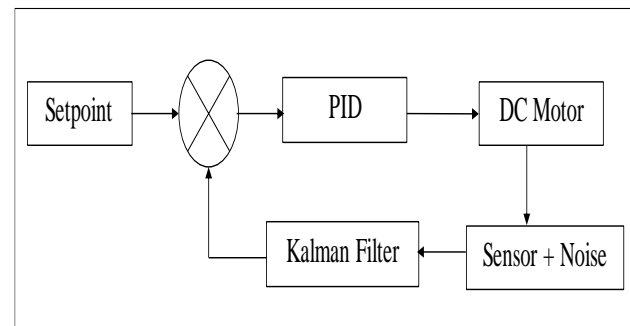 Setpoint
PID
DC Motor
Kalman Filter
Sensor + Noise